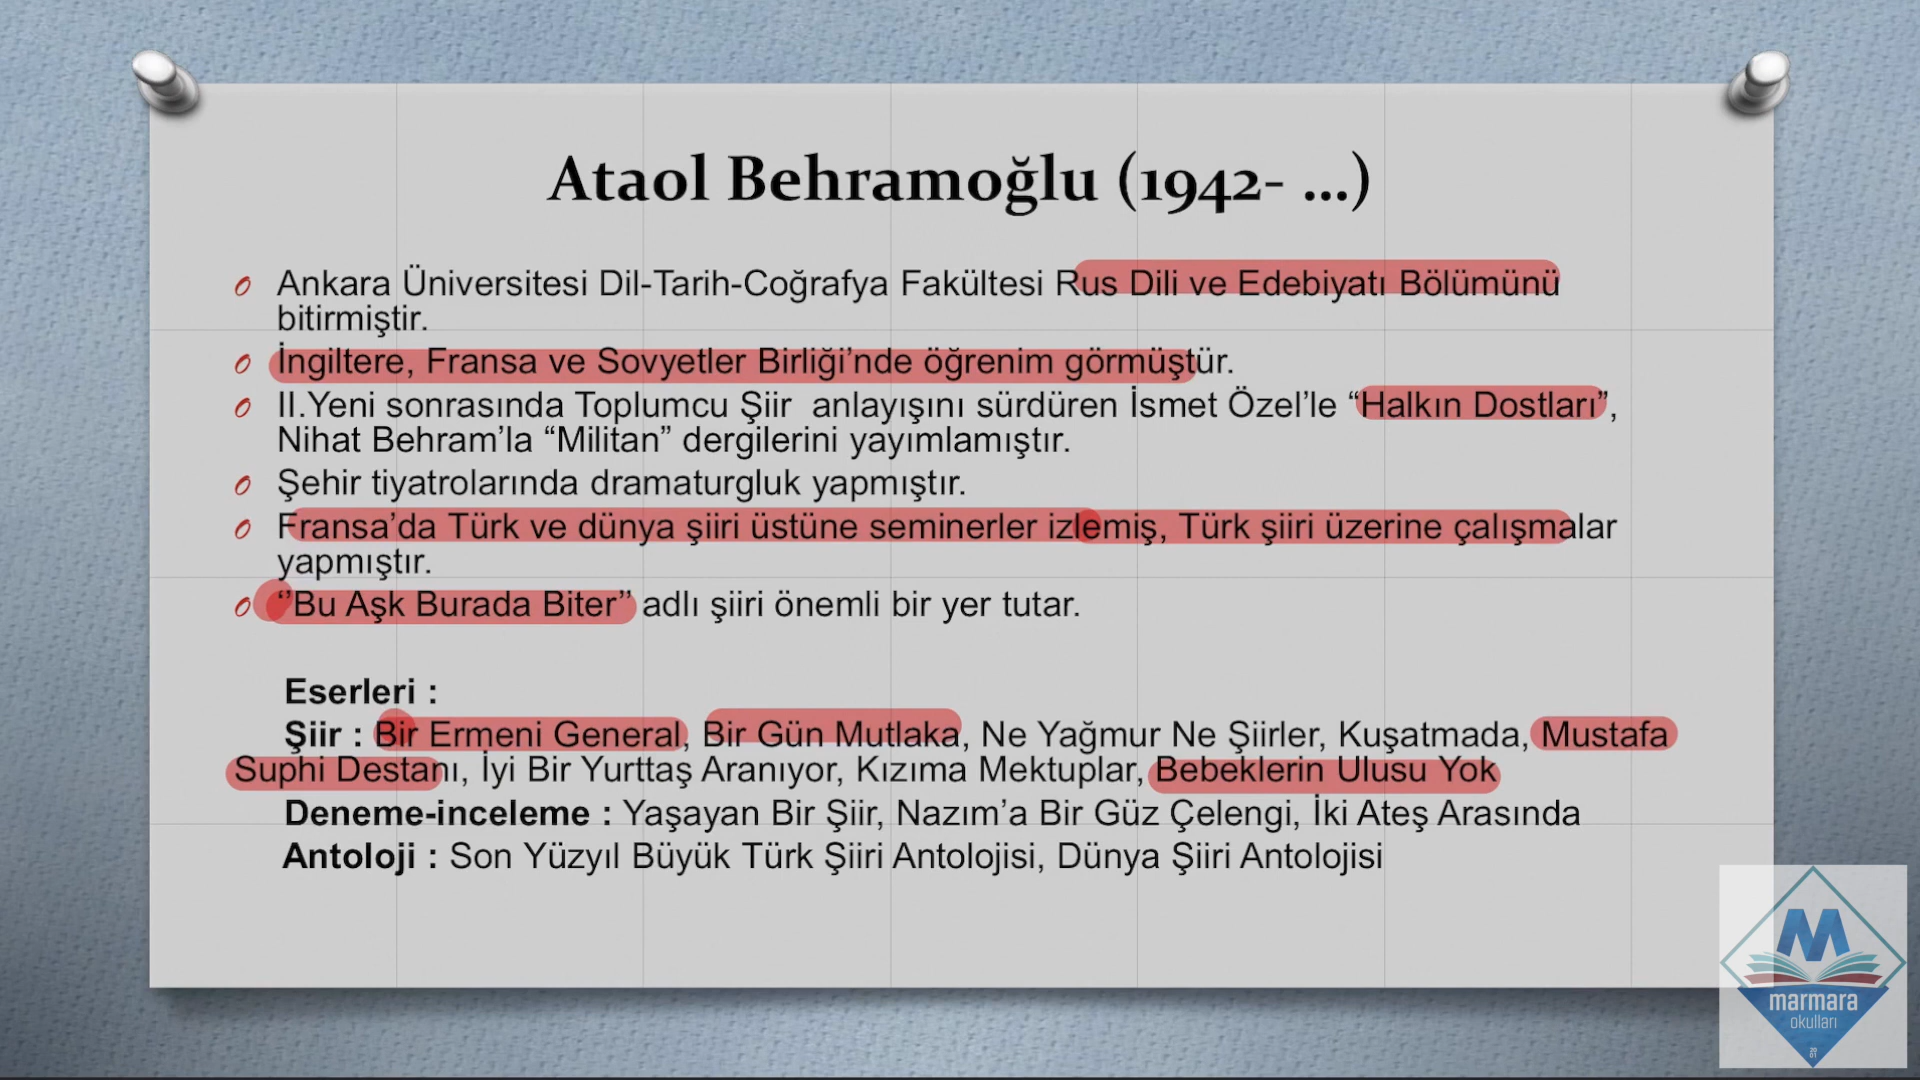 Ataol Behramoğlu (1942- ...)
o Ankara Üniversitesi Dil-Tarih-Coğrafya Fakültesi Rus Dili ve Edebiyatı Bölümünü
bitirmiştir.
o İngiltere, Fransa ve Sovyetler Birliği’nde öğrenim görmüştür.
o II.Yeni sonrasında Toplumcu Şiir anlayışını sürdüren İsmet Özel’le “Halkın Dostları”,
Nihat Behram’la “Militan” dergilerini yayımlamıştır.
o Şehir tiyatrolarında dramaturgluk yapmıştır.
o Fransa’da Türk ve dünya şiiri üstüne seminerler izlemiş, Türk şiiri üzerine çalışmalar
yapmıştır.
o ‘’Bu Aşk Burada Biter’’ adlı şiiri önemli bir yer tutar.
Eserleri :
Şiir : Bir Ermeni General, Bir Gün Mutlaka, Ne Yağmur Ne Şiirler, Kuşatmada, Mustafa
Suphi Destanı, İyi Bir Yurttaş Aranıyor, Kızıma Mektuplar, Bebeklerin Ulusu Yok
Deneme-inceleme : Yaşayan Bir Şiir, Nazım’a Bir Güz Çelengi, İki Ateş Arasında
Antoloji : Son Yüzyıl Büyük Türk Şiiri Antolojisi, Dünya Şiiri Antolojisi
M
marmara
okulları
20
01